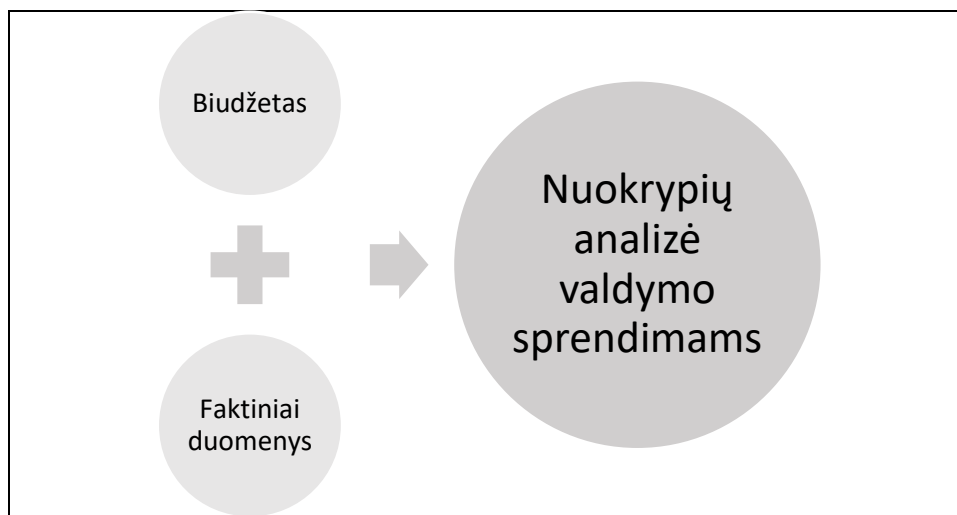 Biudžetas
Faktiniai
duomenys
Nuokrypių
analizė
valdymo
sprendimams